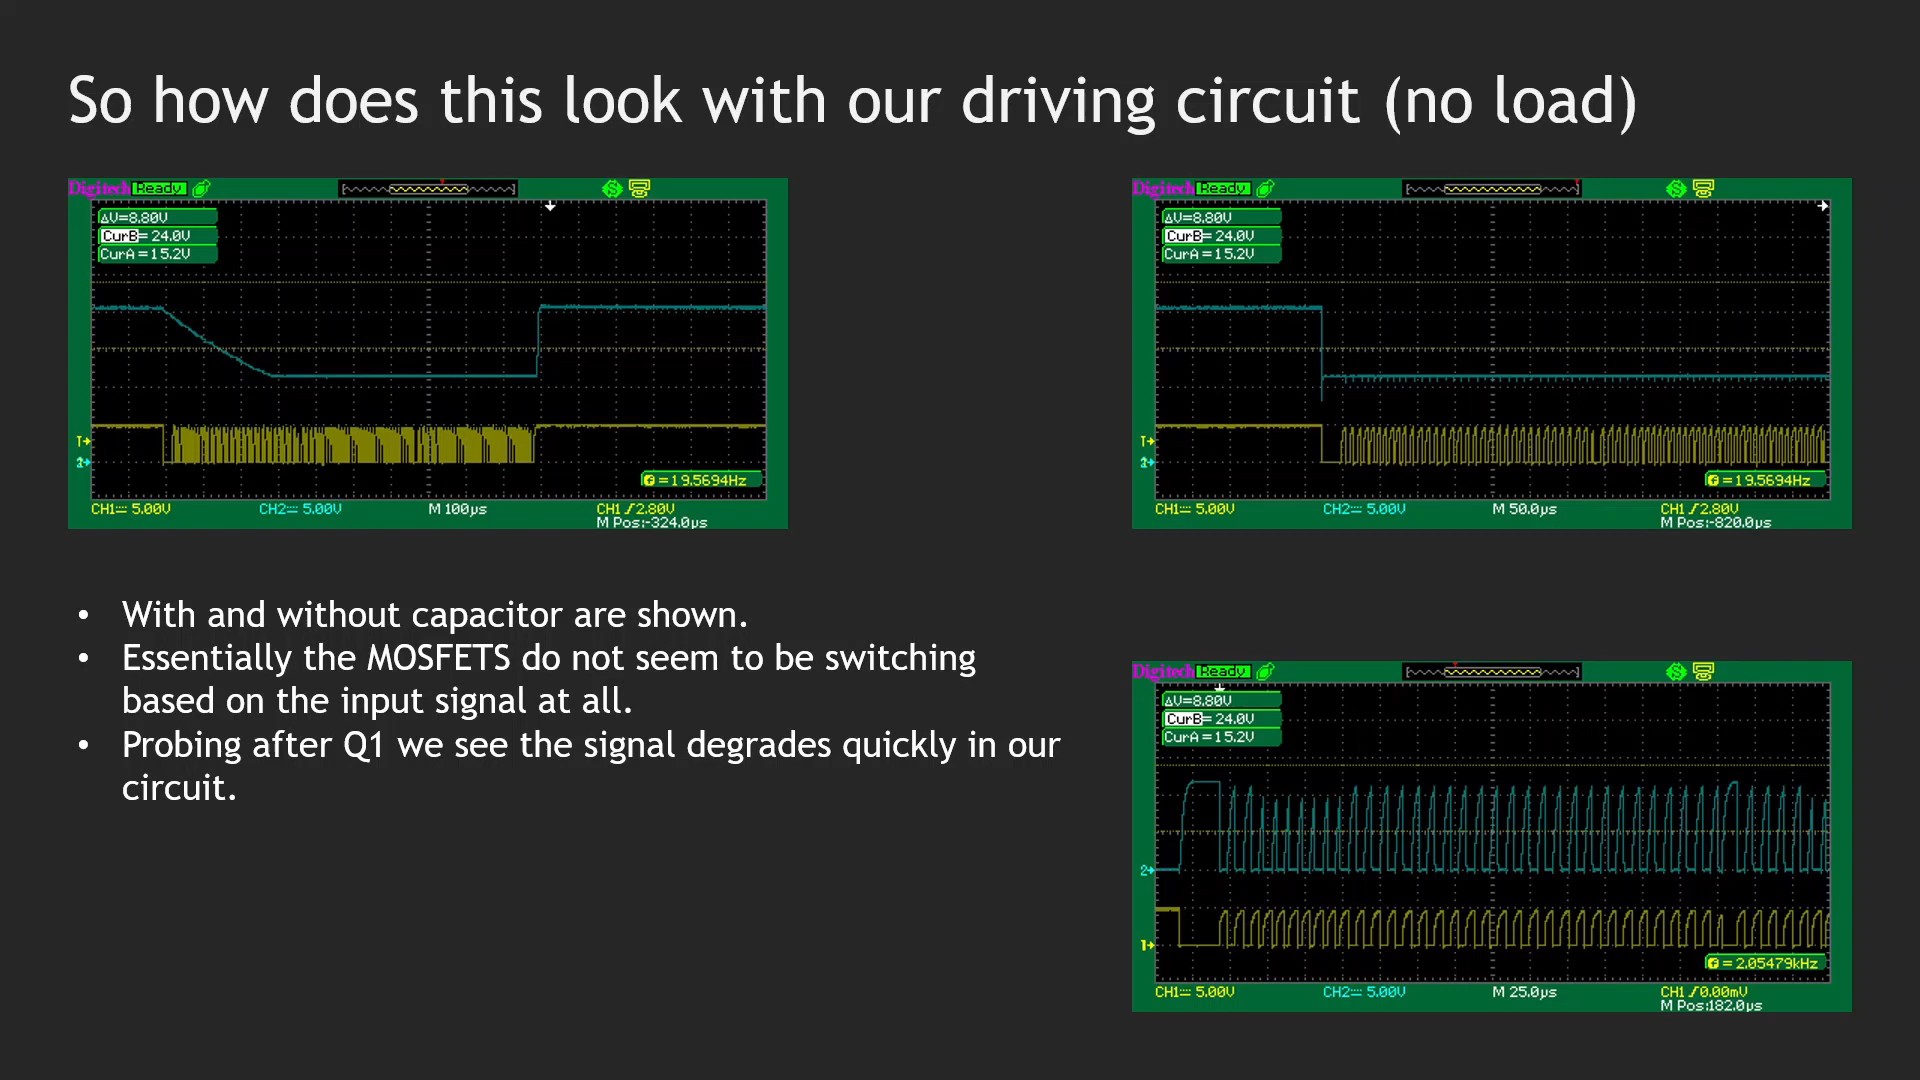 So how does this look with our driving circuit (no load)
Digitech Ready
ΔV=8.80V
CurB= 24.0V
CurA=15.2V
T
2
f=19.5694Hz
CH1 5.00V CH2 5.00V M 100µs CH1 2.80V
M Pos:-324.0µs
Digitech Ready
ΔV=8.80V
CurB= 24.0V
CurA=15.2V
T
2
f=19.5694Hz
CH1 5.00V CH2 5.00V M 50.0µs CH1 2.80V
M Pos:-820.0µs
• With and without capacitor are shown.
• Essentially the MOSFETS do not seem to be switching
based on the input signal at all.
• Probing after Q1 we see the signal degrades quickly in our
circuit.
Digitech Ready
ΔV=8.80V
CurB= 24.0V
CurA=15.2V
2
1
f=2.05479kHz
CH1 5.00V CH2 5.00V M 25.0µs CH1 0.00mV
M Pos:182.0µs